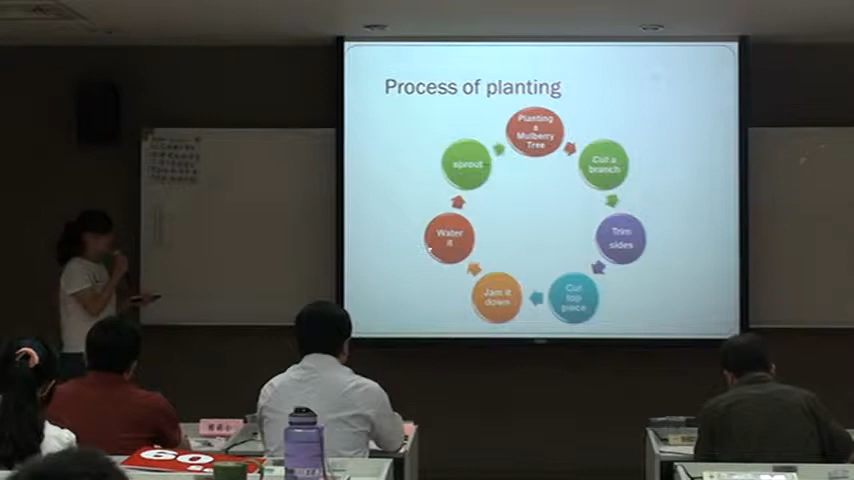 Process of planting
Planting
a
Mulberry
Tree
Cut a
branch
Trim
sides
Cut
top
piece
Jam it
down
Water
it
sprout
60